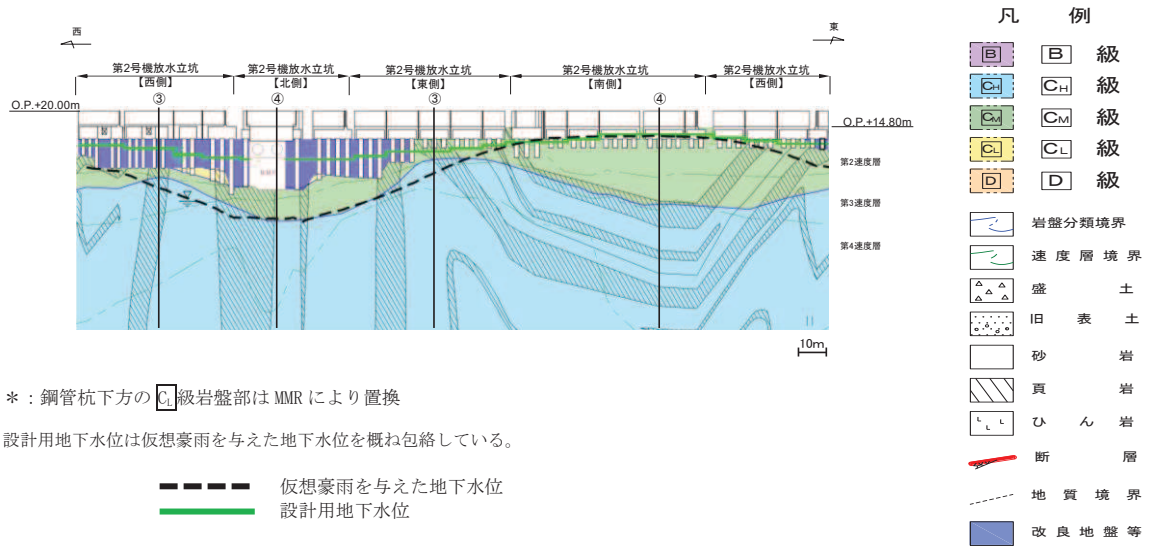 西
東
第2号機放水立坑 第2号機放水立坑 第2号機放水立坑 第2号機放水立坑 第2号機放水立坑
【西側】 【北側】 【東側】 【南側】 【西側】
③ ④ ③ ④
O.P.+20.00m
O.P.+14.80m
第2速度層
第3速度層
第4速度層
10m
*：鋼管杭下方の CL 級岩盤部は MMR により置換
設計用地下水位は仮想豪雨を与えた地下水位を概ね包絡している。
仮想豪雨を与えた地下水位
設計用地下水位
凡 例
B B 級
CH CH 級
CM CM 級
CL CL 級
D D 級
岩盤分類境界
速度層境界
盛土
旧表土
砂岩
頁岩
ひん岩
断層
地質境界
改良地盤等